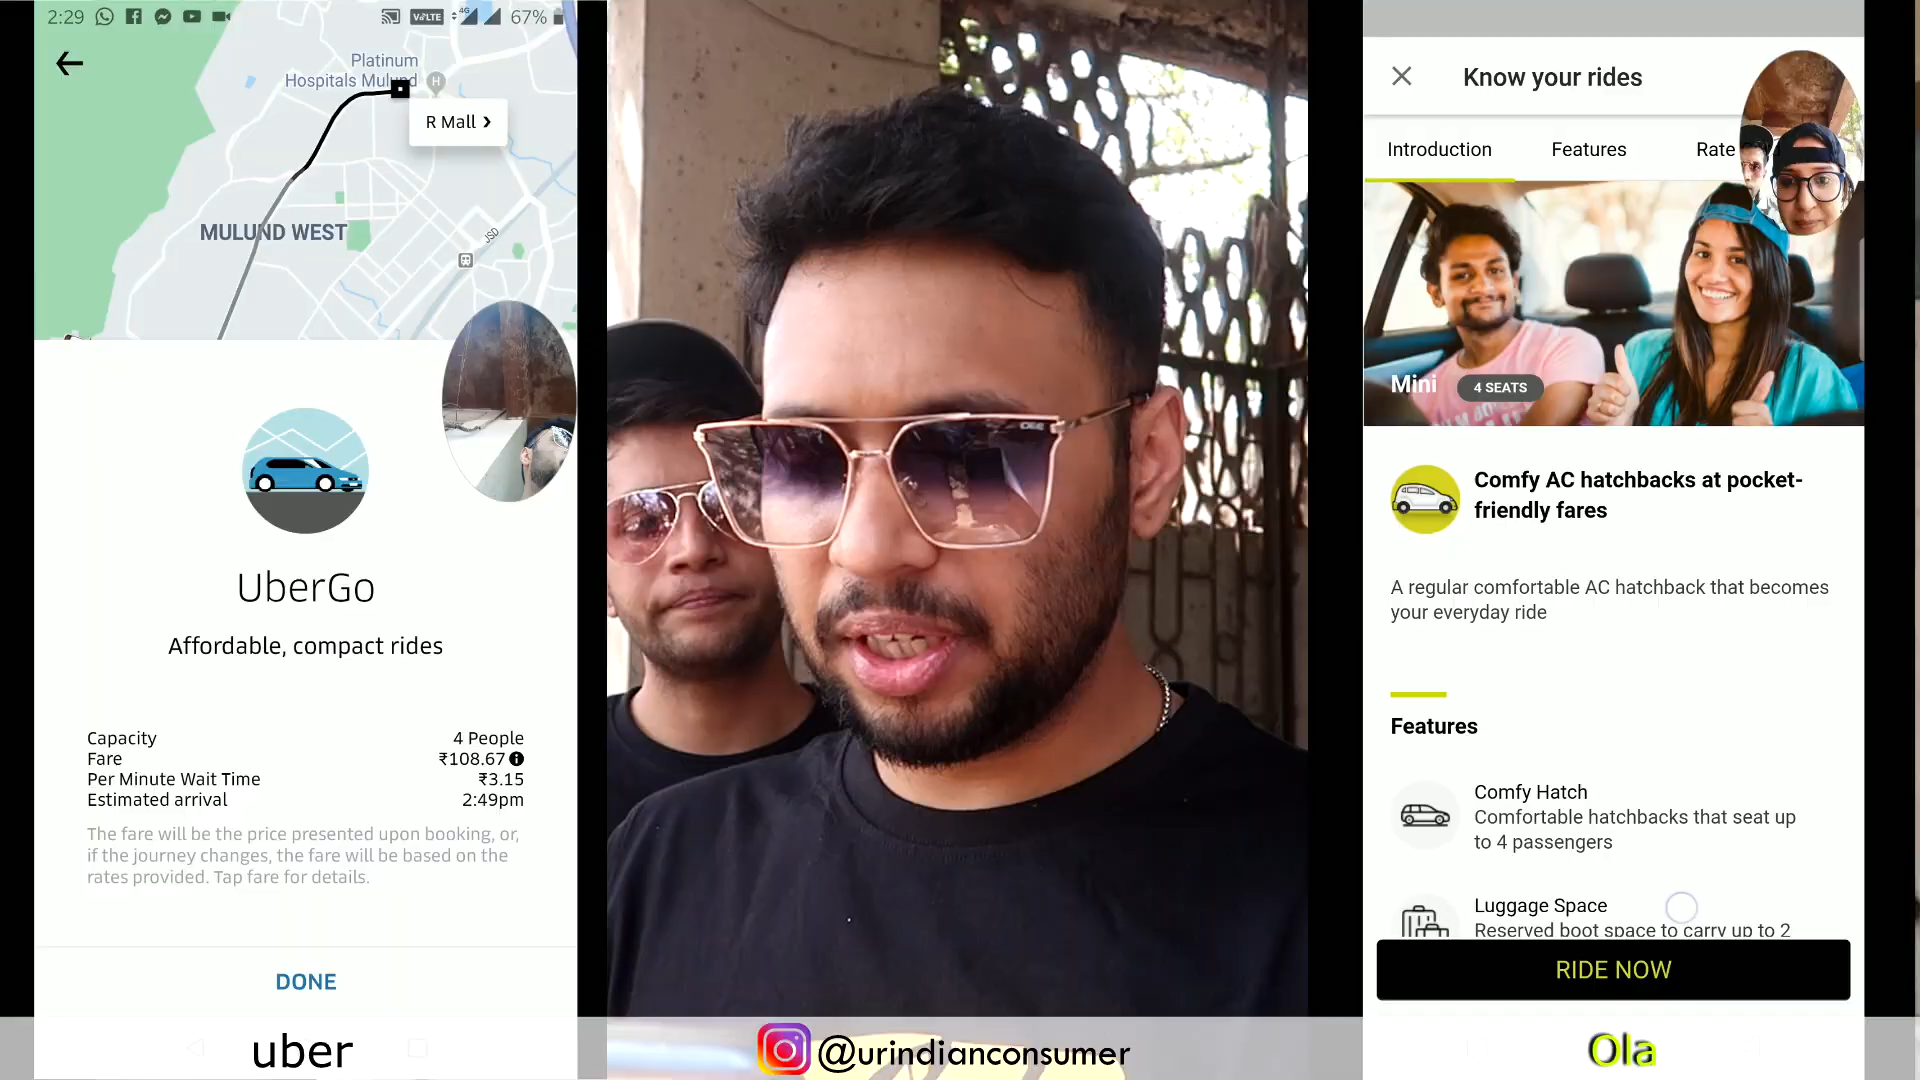 2:29
VoLTE
4G
67%
Platinum
Hospitals Mulund
H
R Mall
MULUND WEST
JSD
UberGo
Affordable, compact rides
Capacity 4 People
Fare ₹108.67
Per Minute Wait Time ₹3.15
Estimated arrival 2:49pm
The fare will be the price presented upon booking, or,
if the journey changes, the fare will be based on the
rates provided. Tap fare for details.
DONE
uber
@urindianconsumer
Know your rides
Introduction Features Rate
Mini 4 SEATS
Comfy AC hatchbacks at pocket-
friendly fares
A regular comfortable AC hatchback that becomes
your everyday ride
Features
Comfy Hatch
Comfortable hatchbacks that seat up
to 4 passengers
Luggage Space
Reserved boot space to carry up to 2
RIDE NOW
Ola